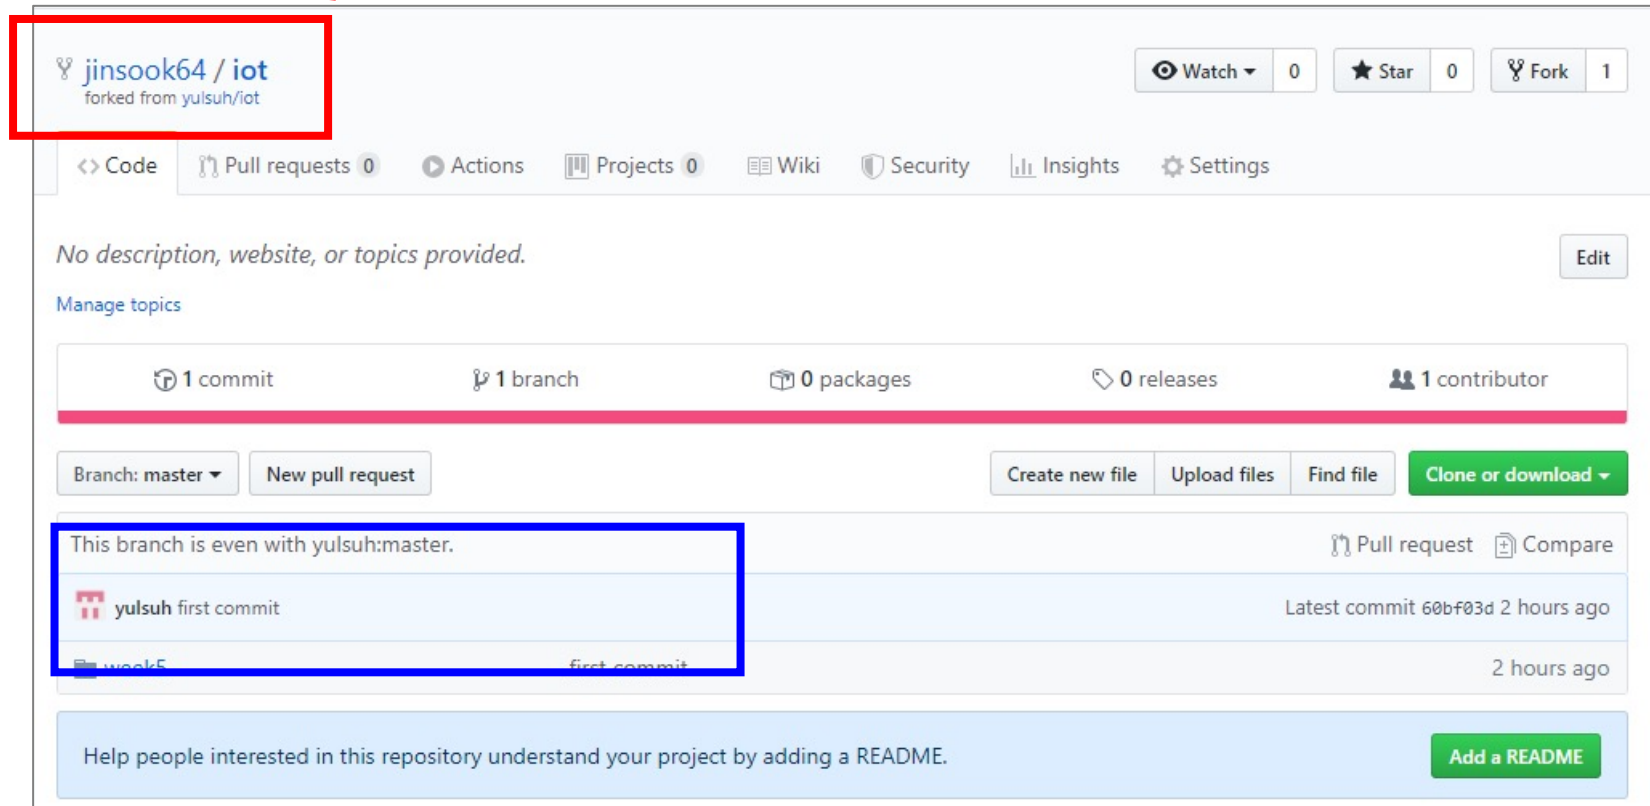 jinsook64 / iot
forked from yulsuh/iot
Watch 0 Star 0 Fork 1
Code Pull requests 0 Actions Projects 0 Wiki Security Insights Settings
No description, website, or topics provided. Edit
Manage topics
1 commit 1 branch 0 packages 0 releases 1 contributor
Branch: master New pull request Create new file Upload files Find file Clone or download
This branch is even with yulsuh:master. Pull request Compare
yulsuh first commit Latest commit 60bf03d 2 hours ago
week5 first commit 2 hours ago
Help people interested in this repository understand your project by adding a README. Add a README